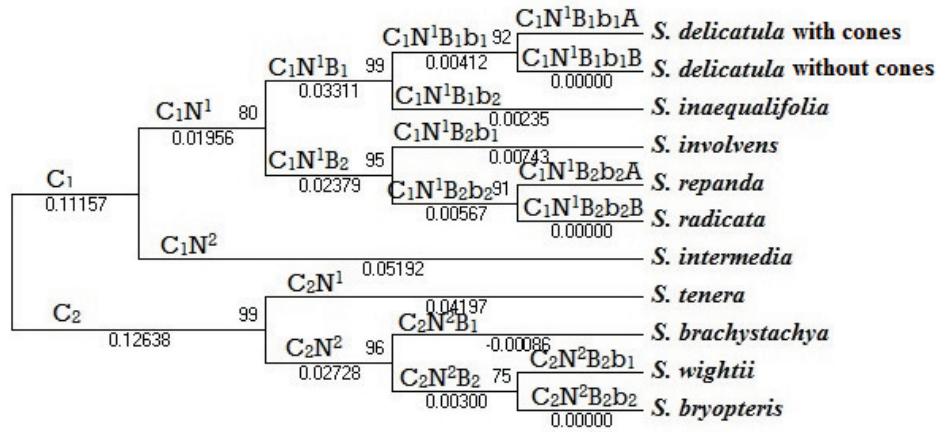 C₁N¹B₁b₁A
S. delicatula with cones
C₁N¹B₁b₁ 92
0.00412
C₁N¹B₁b₁B
0.00000
S. delicatula without cones
C₁N¹B₁ 99
0.03311
C₁N¹B₁b₂
0.00235
S. inaequalifolia
C₁N¹ 80
0.01956
C₁N¹B₂b₁
0.00743
S. involvens
C₁N¹B₂ 95
0.02379
C₁N¹B₂b₂A
S. repanda
C₁N¹B₂b₂91
0.00567
C₁N¹B₂b₂B
0.00000
S. radicata
C₁
0.11157
C₁N²
0.05192
S. intermedia
C₂N¹
0.04197
S. tenera
C₂ 99
0.12638
C₂N²B₁
-0.00086
S. brachystachya
C₂N² 96
0.02728
C₂N²B₂b₁
S. wightii
C₂N²B₂ 75
0.00300
C₂N²B₂b₂
0.00000
S. bryopteris